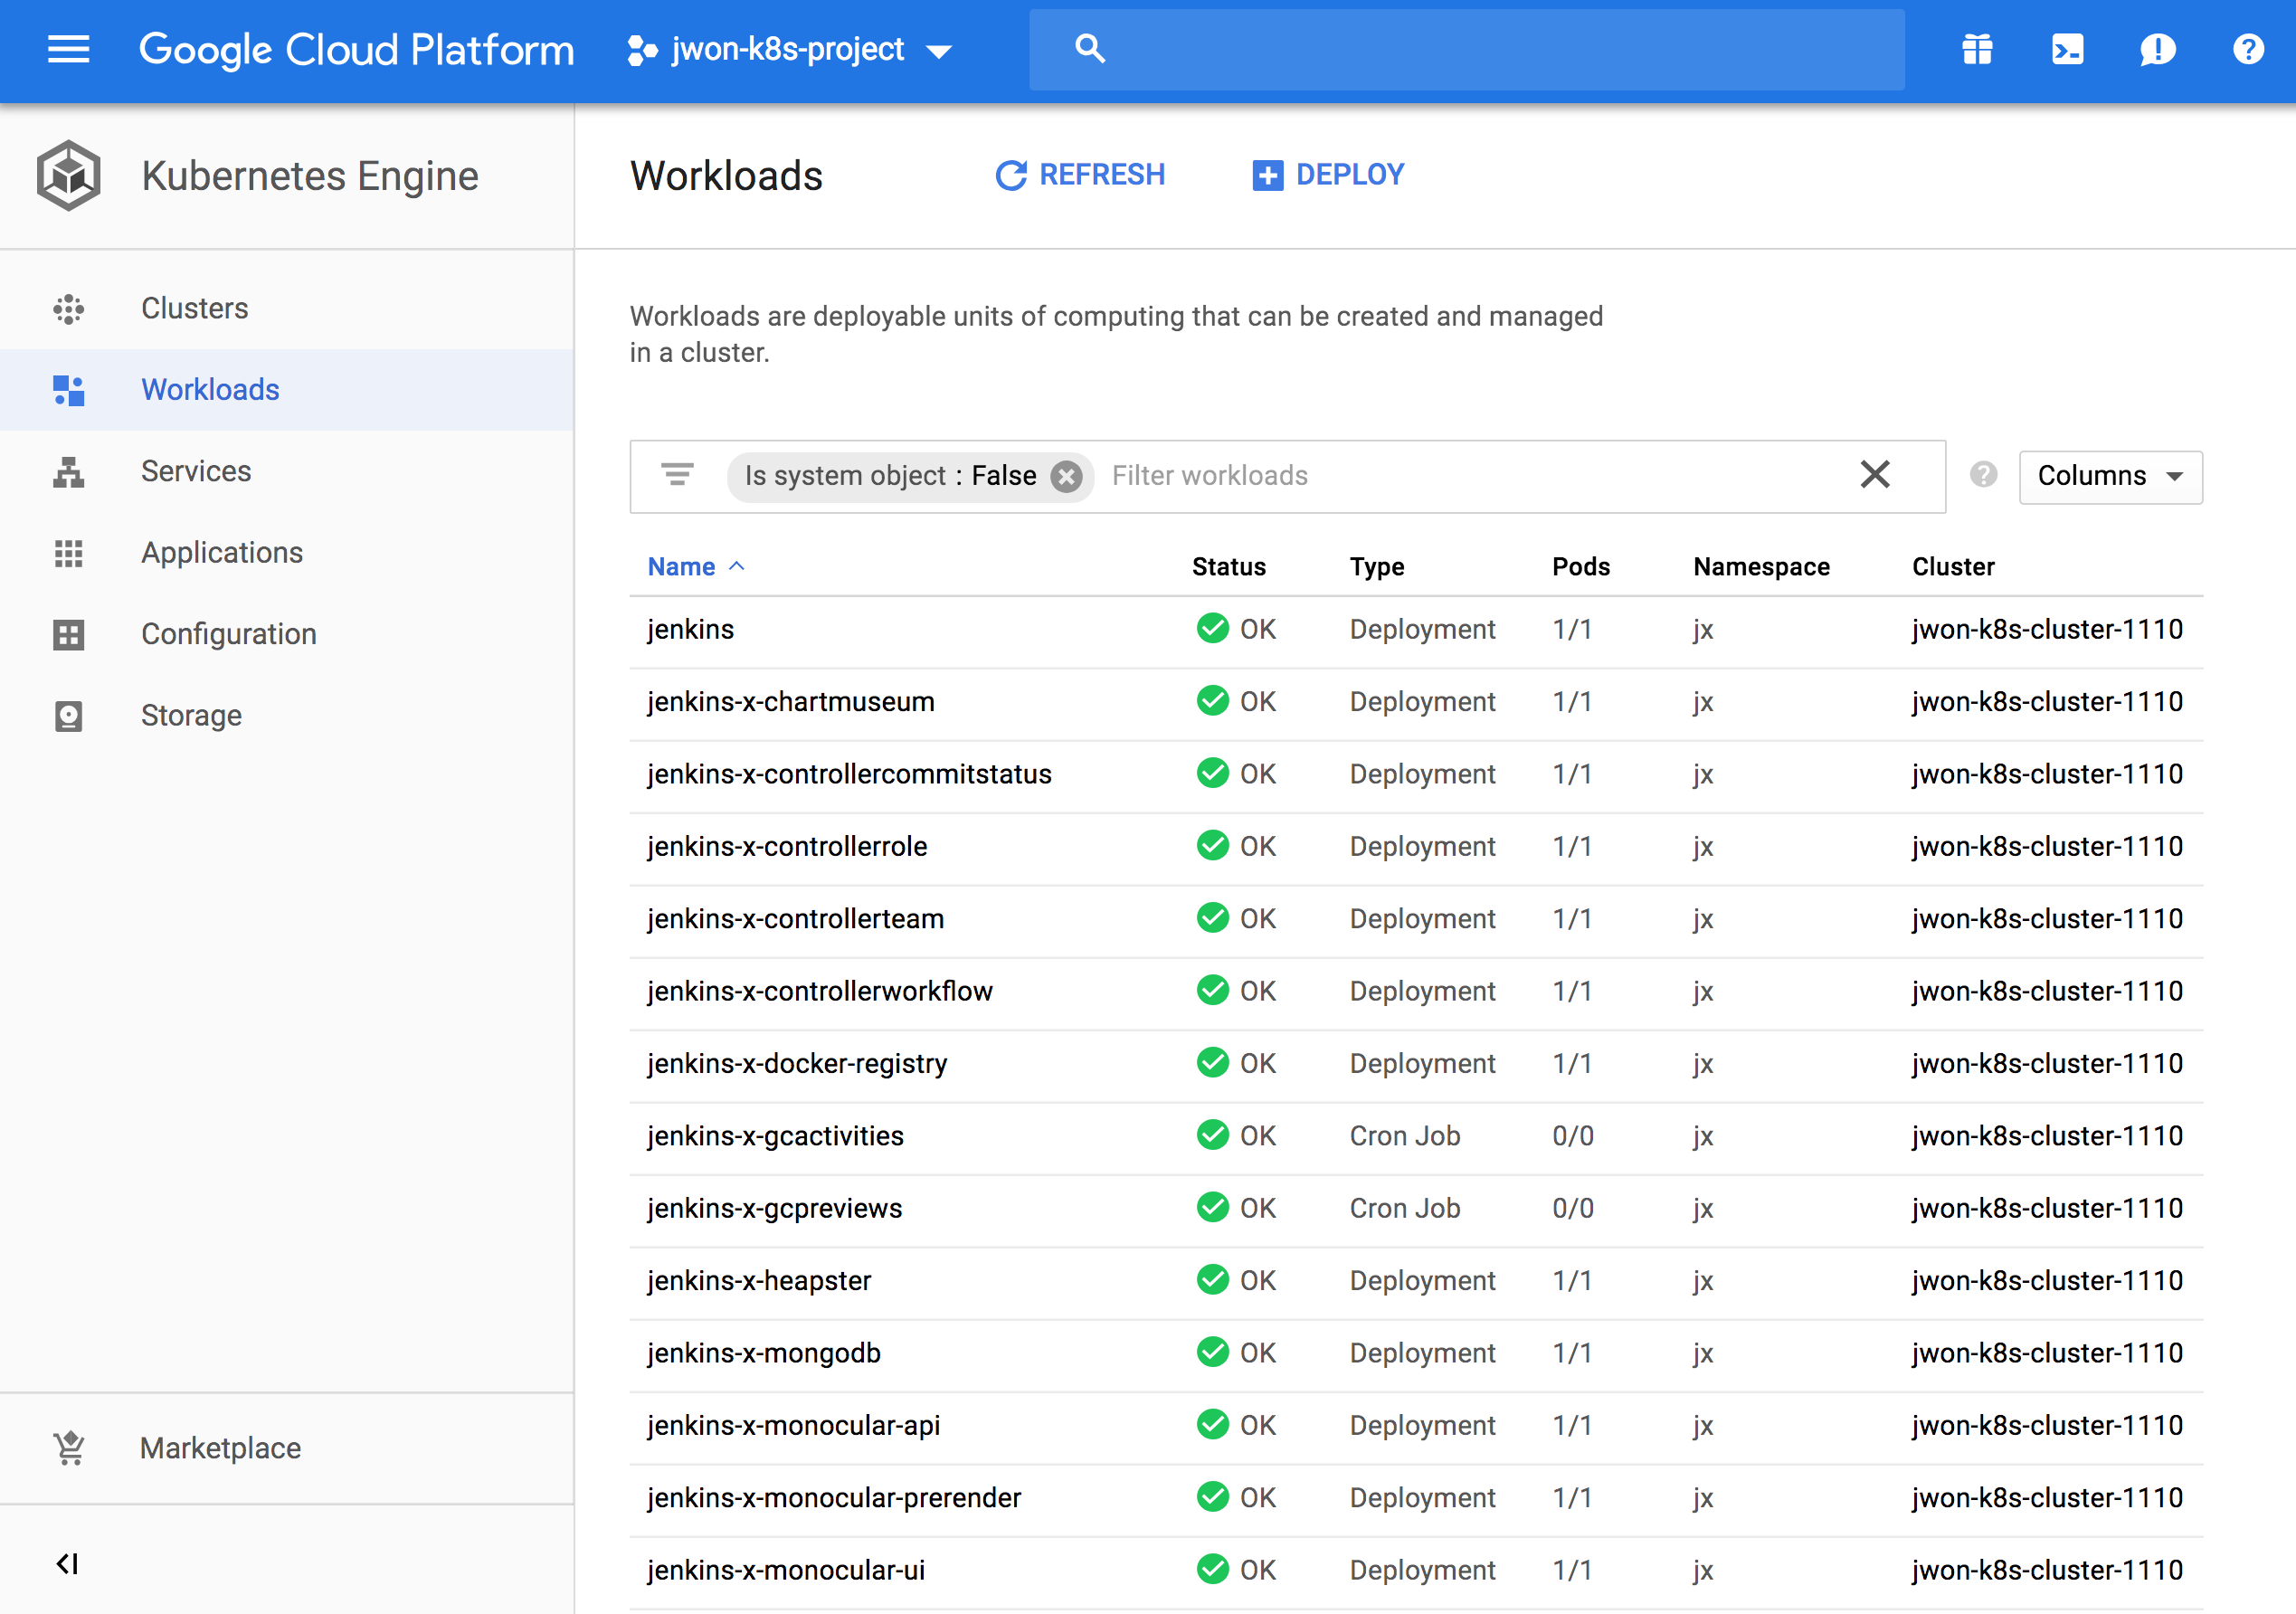 Google Cloud Platform jwon-k8s-project
Kubernetes Engine
Clusters
Workloads
Services
Applications
Configuration
Storage
Marketplace
Workloads REFRESH DEPLOY
Workloads are deployable units of computing that can be created and managed
in a cluster.
Is system object : False Filter workloads Columns
Name Status Type Pods Namespace Cluster
jenkins OK Deployment 1/1 jx jwon-k8s-cluster-1110
jenkins-x-chartmuseum OK Deployment 1/1 jx jwon-k8s-cluster-1110
jenkins-x-controllercommitstatus OK Deployment 1/1 jx jwon-k8s-cluster-1110
jenkins-x-controllerrole OK Deployment 1/1 jx jwon-k8s-cluster-1110
jenkins-x-controllerteam OK Deployment 1/1 jx jwon-k8s-cluster-1110
jenkins-x-controllerworkflow OK Deployment 1/1 jx jwon-k8s-cluster-1110
jenkins-x-docker-registry OK Deployment 1/1 jx jwon-k8s-cluster-1110
jenkins-x-gcactivities OK Cron Job 0/0 jx jwon-k8s-cluster-1110
jenkins-x-gcpreviews OK Cron Job 0/0 jx jwon-k8s-cluster-1110
jenkins-x-heapster OK Deployment 1/1 jx jwon-k8s-cluster-1110
jenkins-x-mongodb OK Deployment 1/1 jx jwon-k8s-cluster-1110
jenkins-x-monocular-api OK Deployment 1/1 jx jwon-k8s-cluster-1110
jenkins-x-monocular-prerender OK Deployment 1/1 jx jwon-k8s-cluster-1110
jenkins-x-monocular-ui OK Deployment 1/1 jx jwon-k8s-cluster-1110